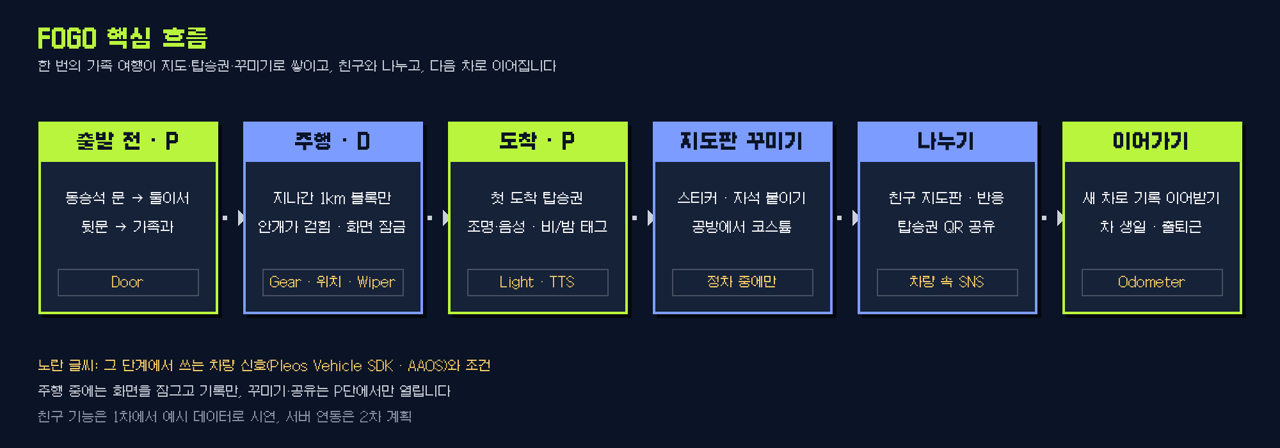 FOGO 핵심 흐름
한 번의 가족 여행이 지도·탑승권·꾸미기로 쌓이고, 친구와 나누고, 다음 차로 이어집니다
출발 전 · P
동승석 문 → 둘이서
뒷문 → 가족과
Door
주행 · D
지나간 1km 블록만
안개가 걷힘 · 화면 잠금
Gear · 위치 · Wiper
도착 · P
첫 도착 탑승권
조명·음성 · 비/밤 태그
Light · TTS
지도판 꾸미기
스티커 · 자석 붙이기
공방에서 코스튬
정차 중에만
나누기
친구 지도판 · 반응
탑승권 QR 공유
차량 속 SNS
이어가기
새 차로 기록 이어받기
차 생일 · 출퇴근
Odometer
노란 글씨: 그 단계에서 쓰는 차량 신호(Pleos Vehicle SDK · AAOS)와 조건
주행 중에는 화면을 잠그고 기록만, 꾸미기·공유는 P단에서만 열립니다
친구 기능은 1차에서 예시 데이터로 시연, 서버 연동은 2차 계획